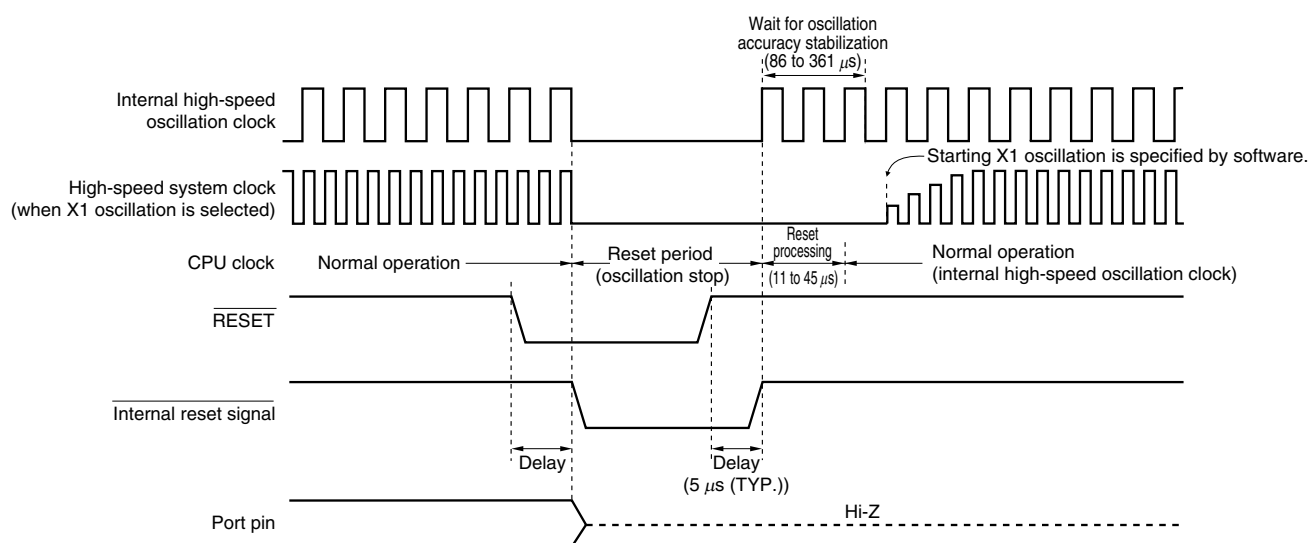 Wait for oscillation
accuracy stabilization
(86 to 361 μs)
Internal high-speed
oscillation clock
Starting X1 oscillation is specified by software.
High-speed system clock
(when X1 oscillation is selected)
CPU clock
Normal operation
Reset period
(oscillation stop)
Reset
processing
(11 to 45 μs)
Normal operation
(internal high-speed oscillation clock)
RESET
Internal reset signal
Delay
Delay
(5 μs (TYP.))
Port pin
Hi-Z